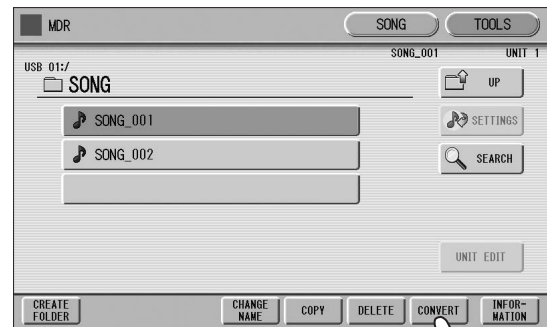 MDR
SONG
TOOLS
SONG_001
UNIT 1
USB 01:/
SONG
UP
SONG_001
SETTINGS
SONG_002
SEARCH
UNIT EDIT
CREATE
FOLDER
CHANGE
NAME
COPY
DELETE
CONVERT
INFOR-
MATION